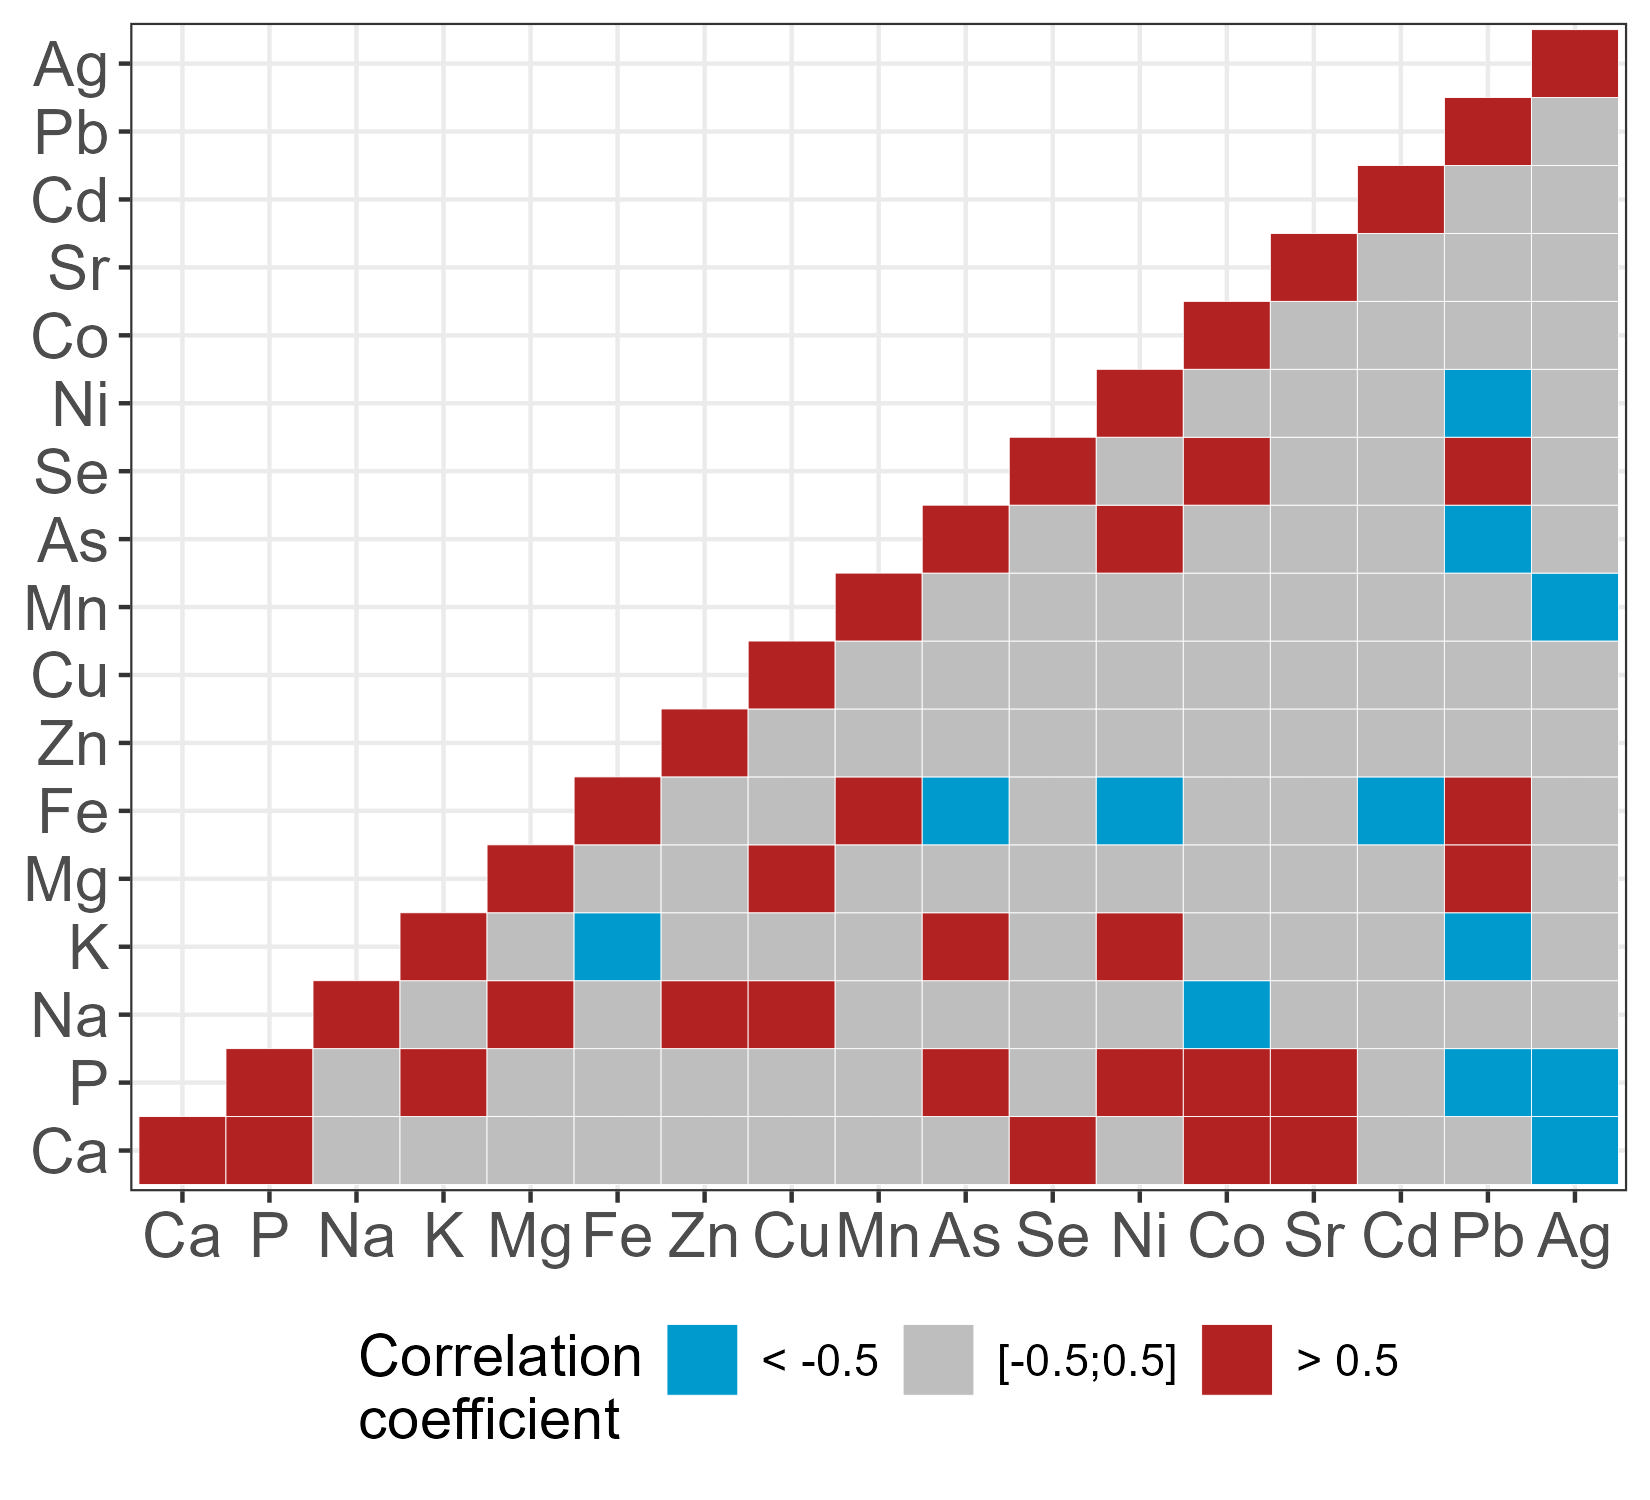 Ag
Pb
Cd
Sr
Co
Ni
Se
As
Mn
Cu
Zn
Fe
Mg
K
Na
P
Ca
Ca P Na K Mg Fe Zn Cu Mn As Se Ni Co Sr Cd Pb Ag
Correlation
coefficient
< -0.5 [-0.5;0.5] > 0.5